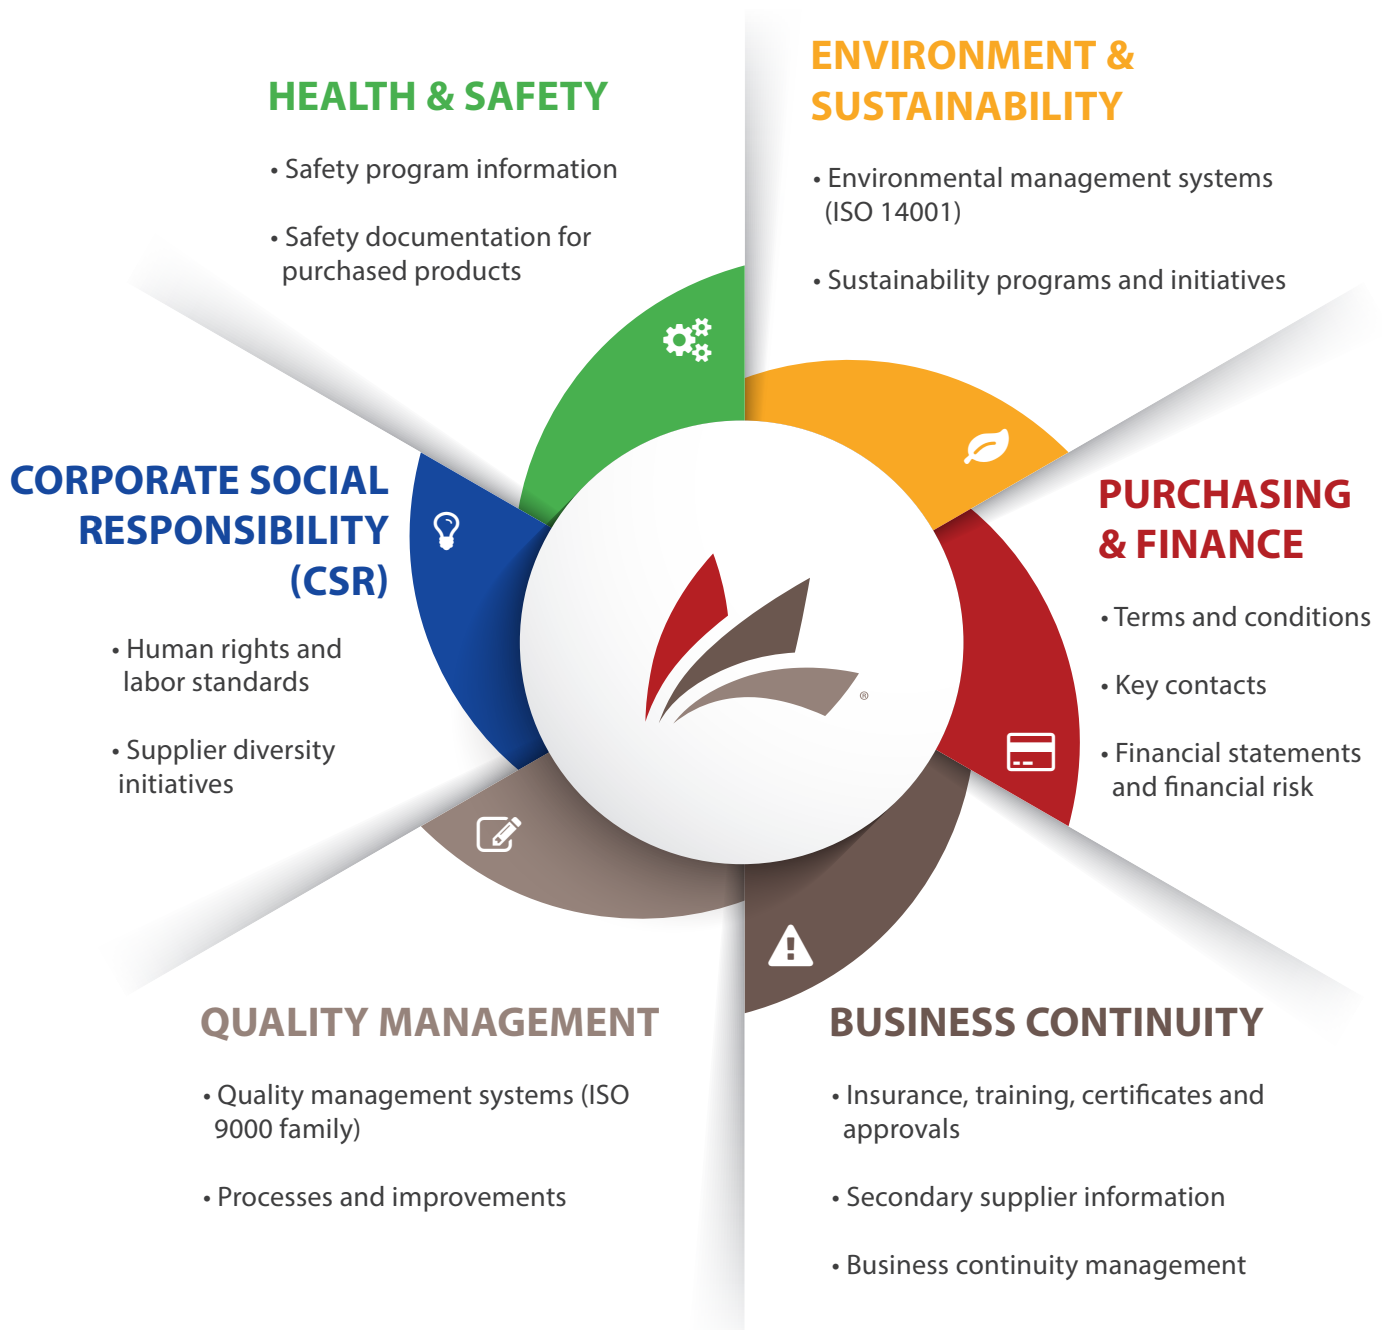 HEALTH & SAFETY
• Safety program information
• Safety documentation for
purchased products
ENVIRONMENT &
SUSTAINABILITY
• Environmental management systems
(ISO 14001)
• Sustainability programs and initiatives
PURCHASING
& FINANCE
• Terms and conditions
• Key contacts
• Financial statements
and financial risk
BUSINESS CONTINUITY
• Insurance, training, certificates and
approvals
• Secondary supplier information
• Business continuity management
QUALITY MANAGEMENT
• Quality management systems (ISO
9000 family)
• Processes and improvements
CORPORATE SOCIAL
RESPONSIBILITY
(CSR)
• Human rights and
labor standards
• Supplier diversity
initiatives
®